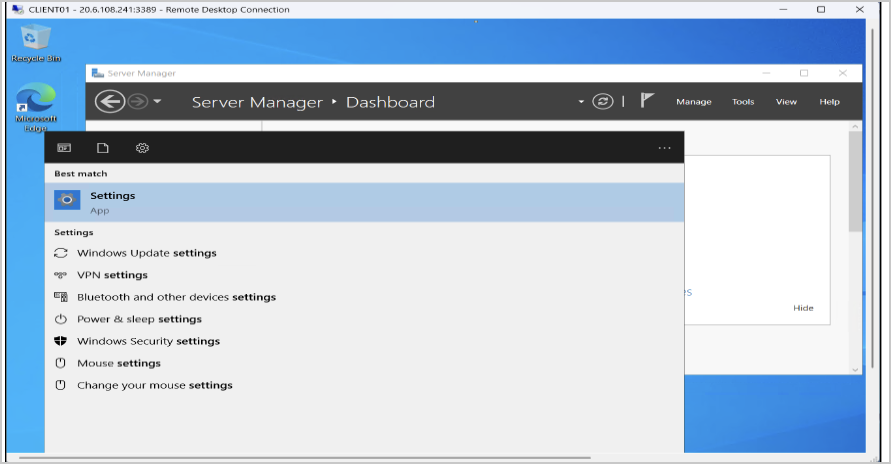 CLIENT01 - 20.6.108.241:3389 - Remote Desktop Connection
Recycle Bin
Server Manager
Server Manager ‣ Dashboard
Manage
Tools
View
Help
Microsoft
Edge
Best match
Settings
App
Settings
Windows Update settings
VPN settings
Bluetooth and other devices settings
Power & sleep settings
Windows Security settings
Mouse settings
Change your mouse settings
Hide